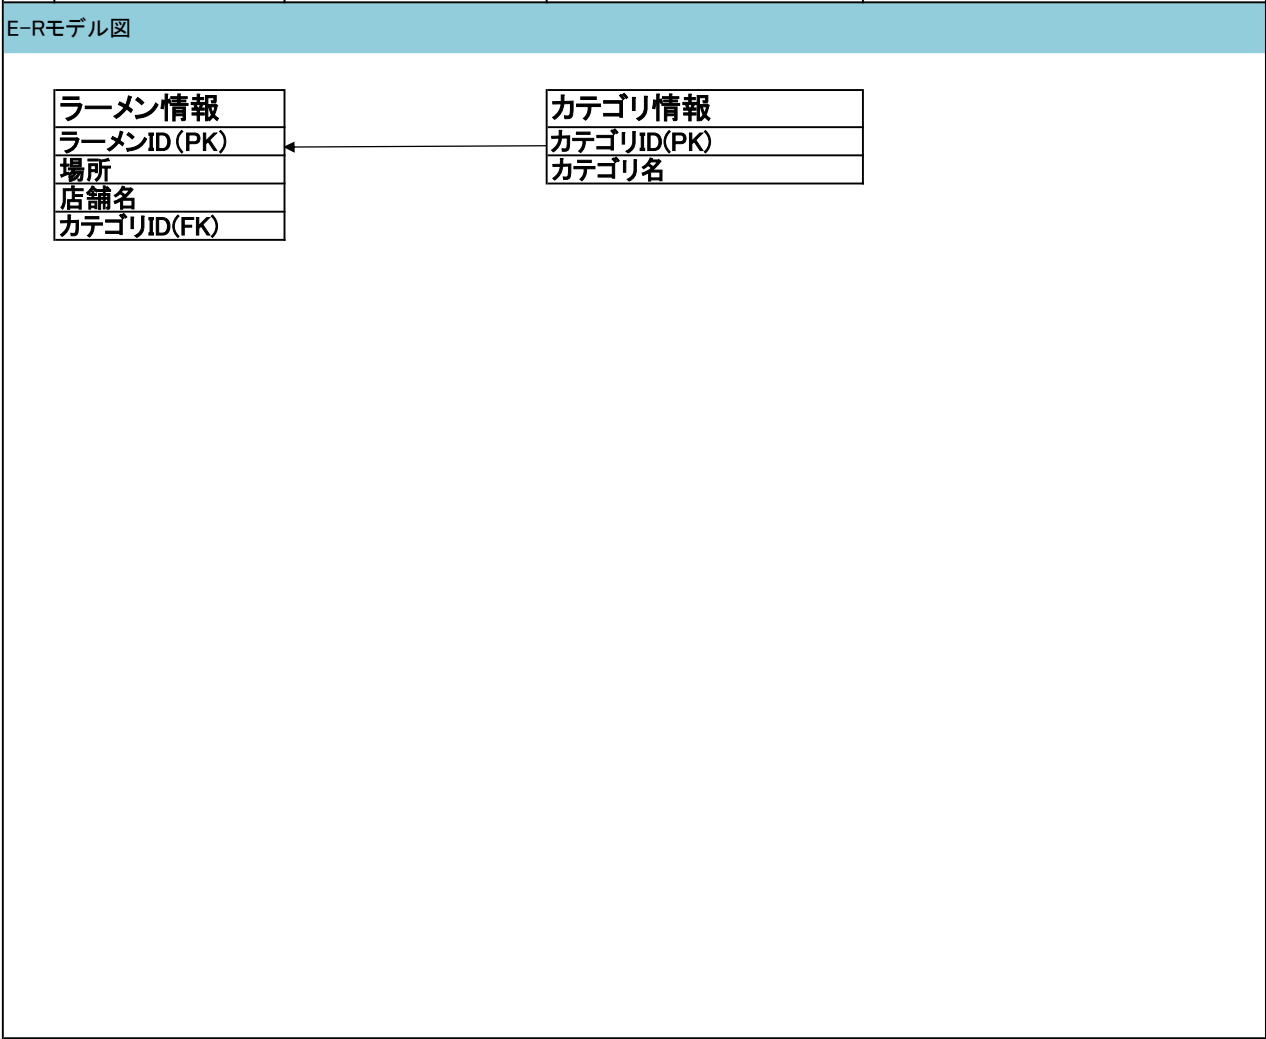 E-Rモデル図
ラーメン情報
ラーメンID(PK)
場所
店舗名
カテゴリID(FK)
カテゴリ情報
カテゴリID(PK)
カテゴリ名